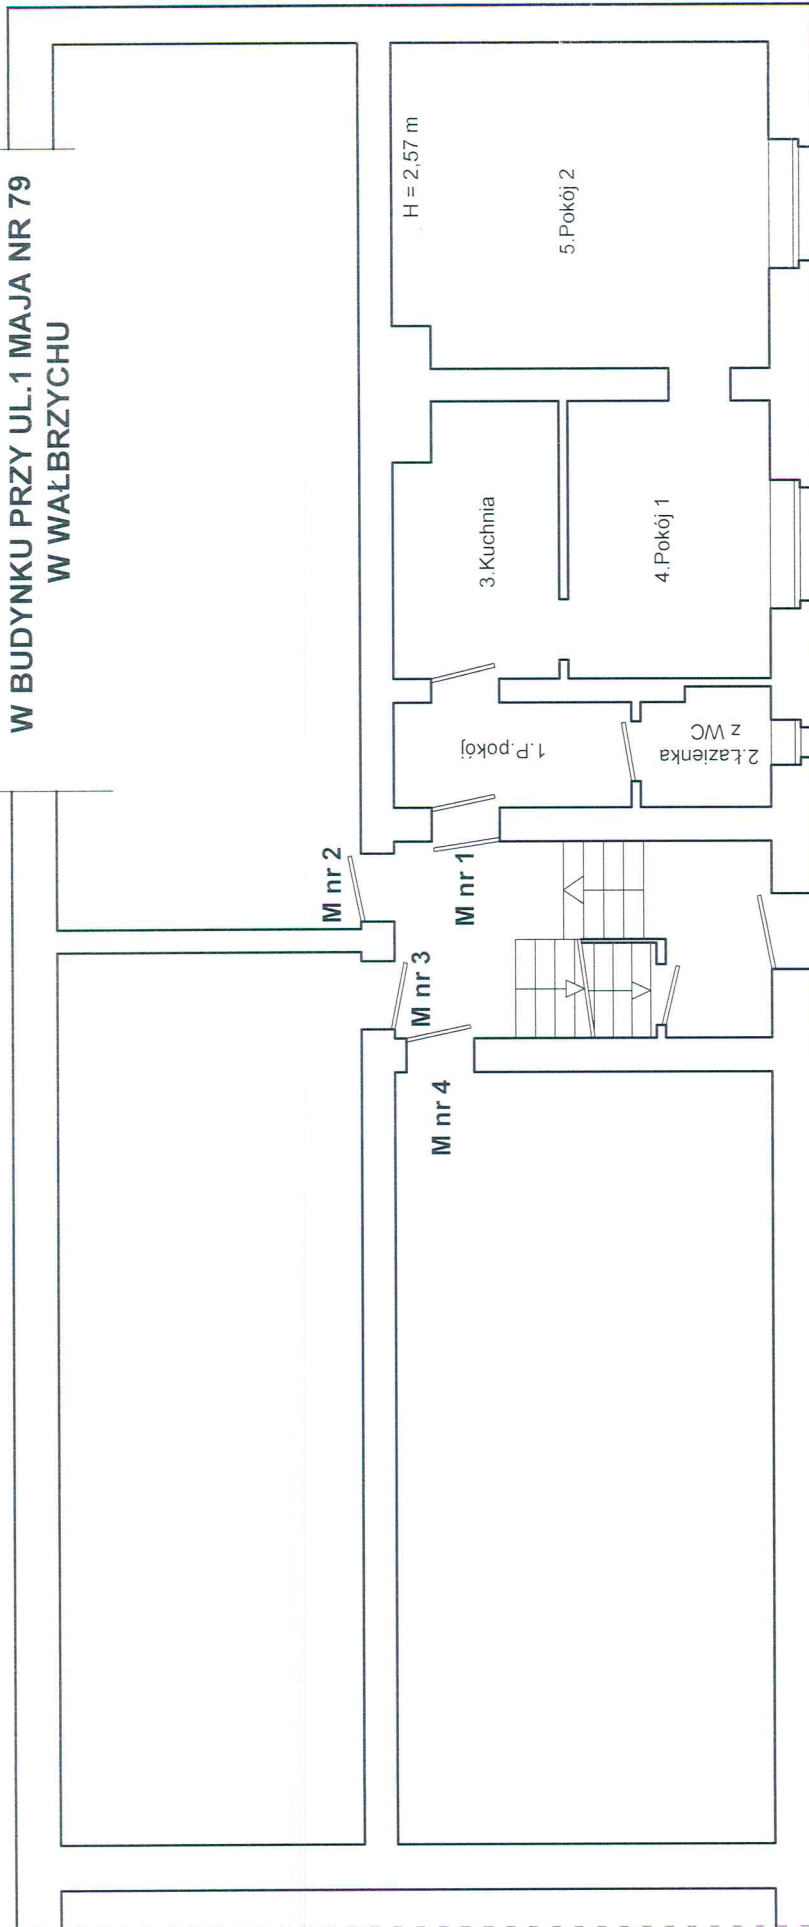 W BUDYNKU PRZY UL.1 MAJA NR 79
W WAŁBRZYCHU
H = 2,57 m
5.Pokój 2
3.Kuchnia
4.Pokój 1
1.P.pokój
2.Łazienka
z WC
M nr 2
M nr 1
M nr 3
M nr 4